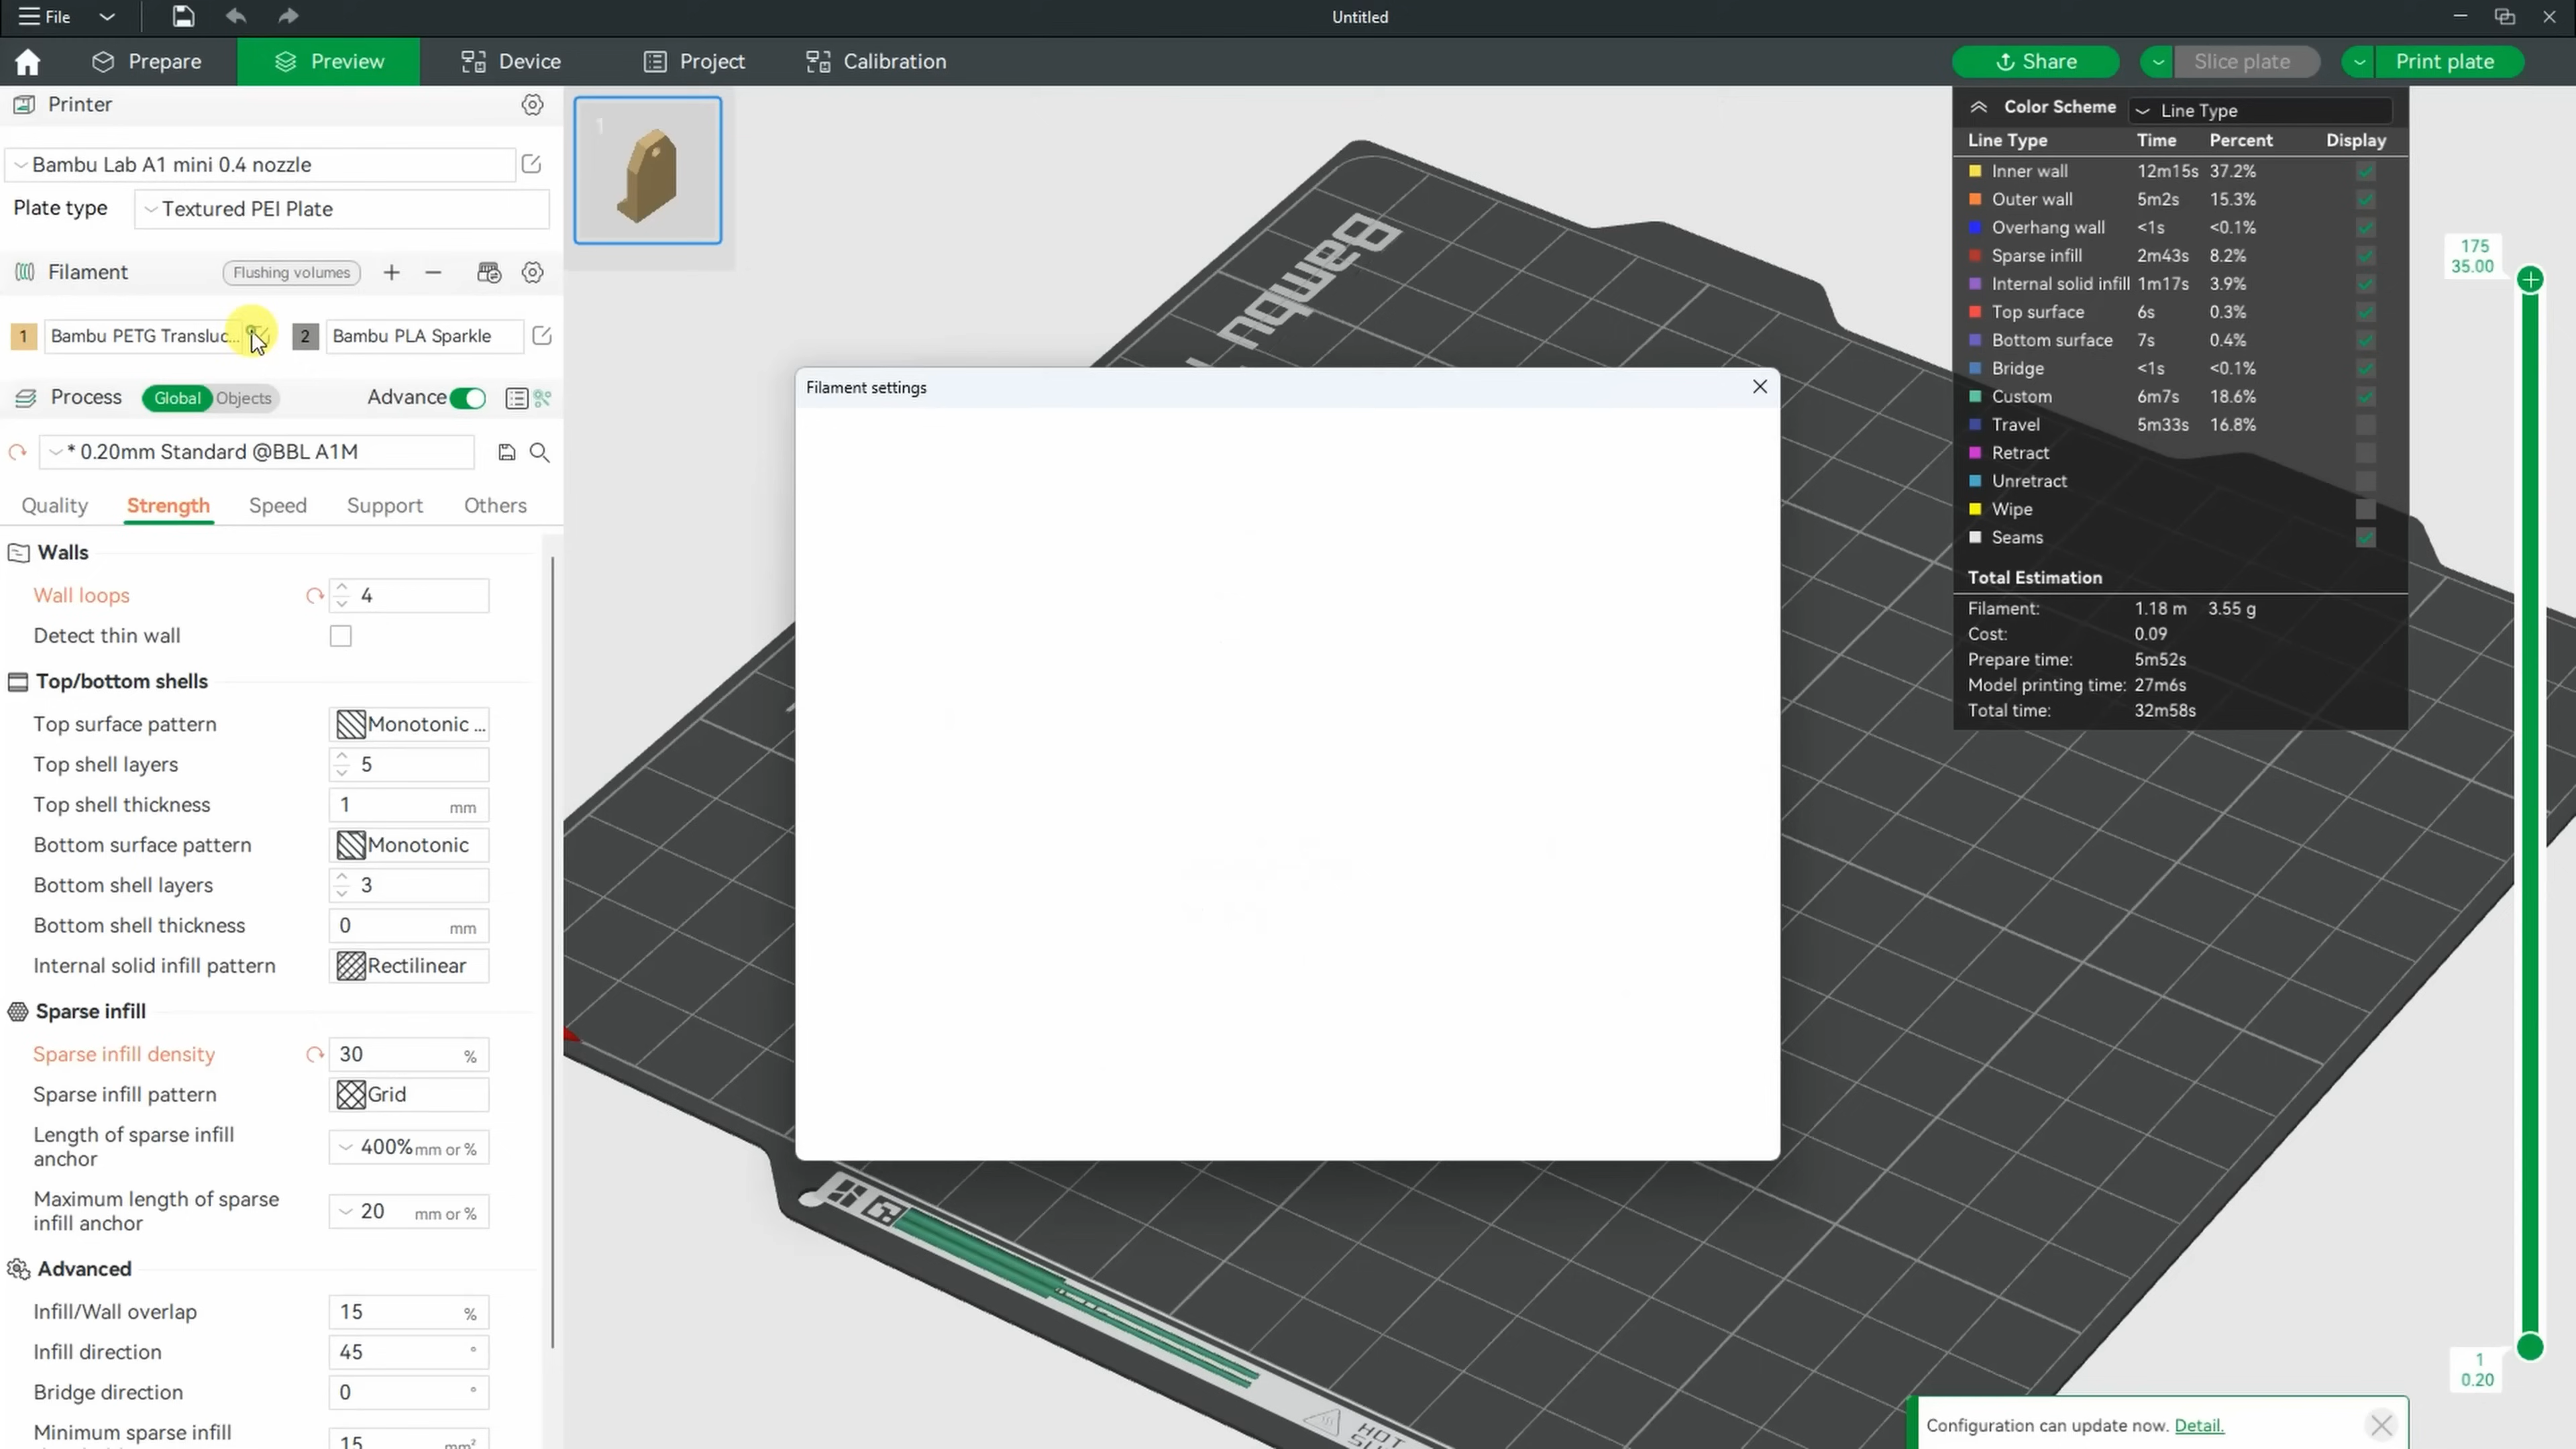 File
Untitled
Prepare
Preview
Device
Project
Calibration
Share
Slice plate
Print plate
Printer
Bambu Lab A1 mini 0.4 nozzle
Plate type
Textured PEI Plate
Filament
Flushing volumes
1
Bambu PETG Transluc...
2
Bambu PLA Sparkle
Process
Global
Objects
Advance
* 0.20mm Standard @BBL A1M
Quality
Strength
Speed
Support
Others
Walls
Wall loops 4
Detect thin wall
Top/bottom shells
Top surface pattern Monotonic ...
Top shell layers 5
Top shell thickness 1 mm
Bottom surface pattern Monotonic
Bottom shell layers 3
Bottom shell thickness 0 mm
Internal solid infill pattern Rectilinear
Sparse infill
Sparse infill density 30 %
Sparse infill pattern Grid
Length of sparse infill
anchor
400% mm or %
Maximum length of sparse
infill anchor
20 mm or %
Advanced
Infill/Wall overlap 15 %
Infill direction 45 °
Bridge direction 0 °
Minimum sparse infill
15 mm²
1
Bambu
Filament settings
HOT
Color Scheme
Line Type
Line Type Time Percent Display
Inner wall 12m15s 37.2%
Outer wall 5m2s 15.3%
Overhang wall <1s <0.1%
Sparse infill 2m43s 8.2%
Internal solid infill 1m17s 3.9%
Top surface 6s 0.3%
Bottom surface 7s 0.4%
Bridge <1s <0.1%
Custom 6m7s 18.6%
Travel 5m33s 16.8%
Retract
Unretract
Wipe
Seams
Total Estimation
Filament: 1.18 m 3.55 g
Cost: 0.09
Prepare time: 5m52s
Model printing time: 27m6s
Total time: 32m58s
175
35.00
1
0.20
Configuration can update now. Detail.